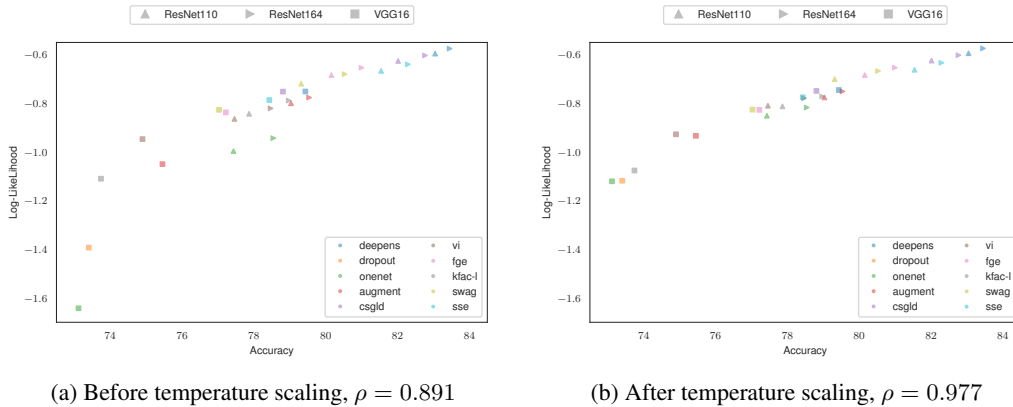 ResNet110 ResNet164 VGG16
−0.6
−0.8
−1.0
−1.2
−1.4
−1.6
Log-LikeLihood
deepens vi
dropout fge
onenet kfac-l
augment swag
csgld sse
74 76 78 80 82 84
Accuracy
(a) Before temperature scaling, ρ = 0.891
ResNet110 ResNet164 VGG16
−0.6
−0.8
−1.0
−1.2
−1.4
−1.6
Log-LikeLihood
deepens vi
dropout fge
onenet kfac-l
augment swag
csgld sse
74 76 78 80 82 84
Accuracy
(b) After temperature scaling, ρ = 0.977